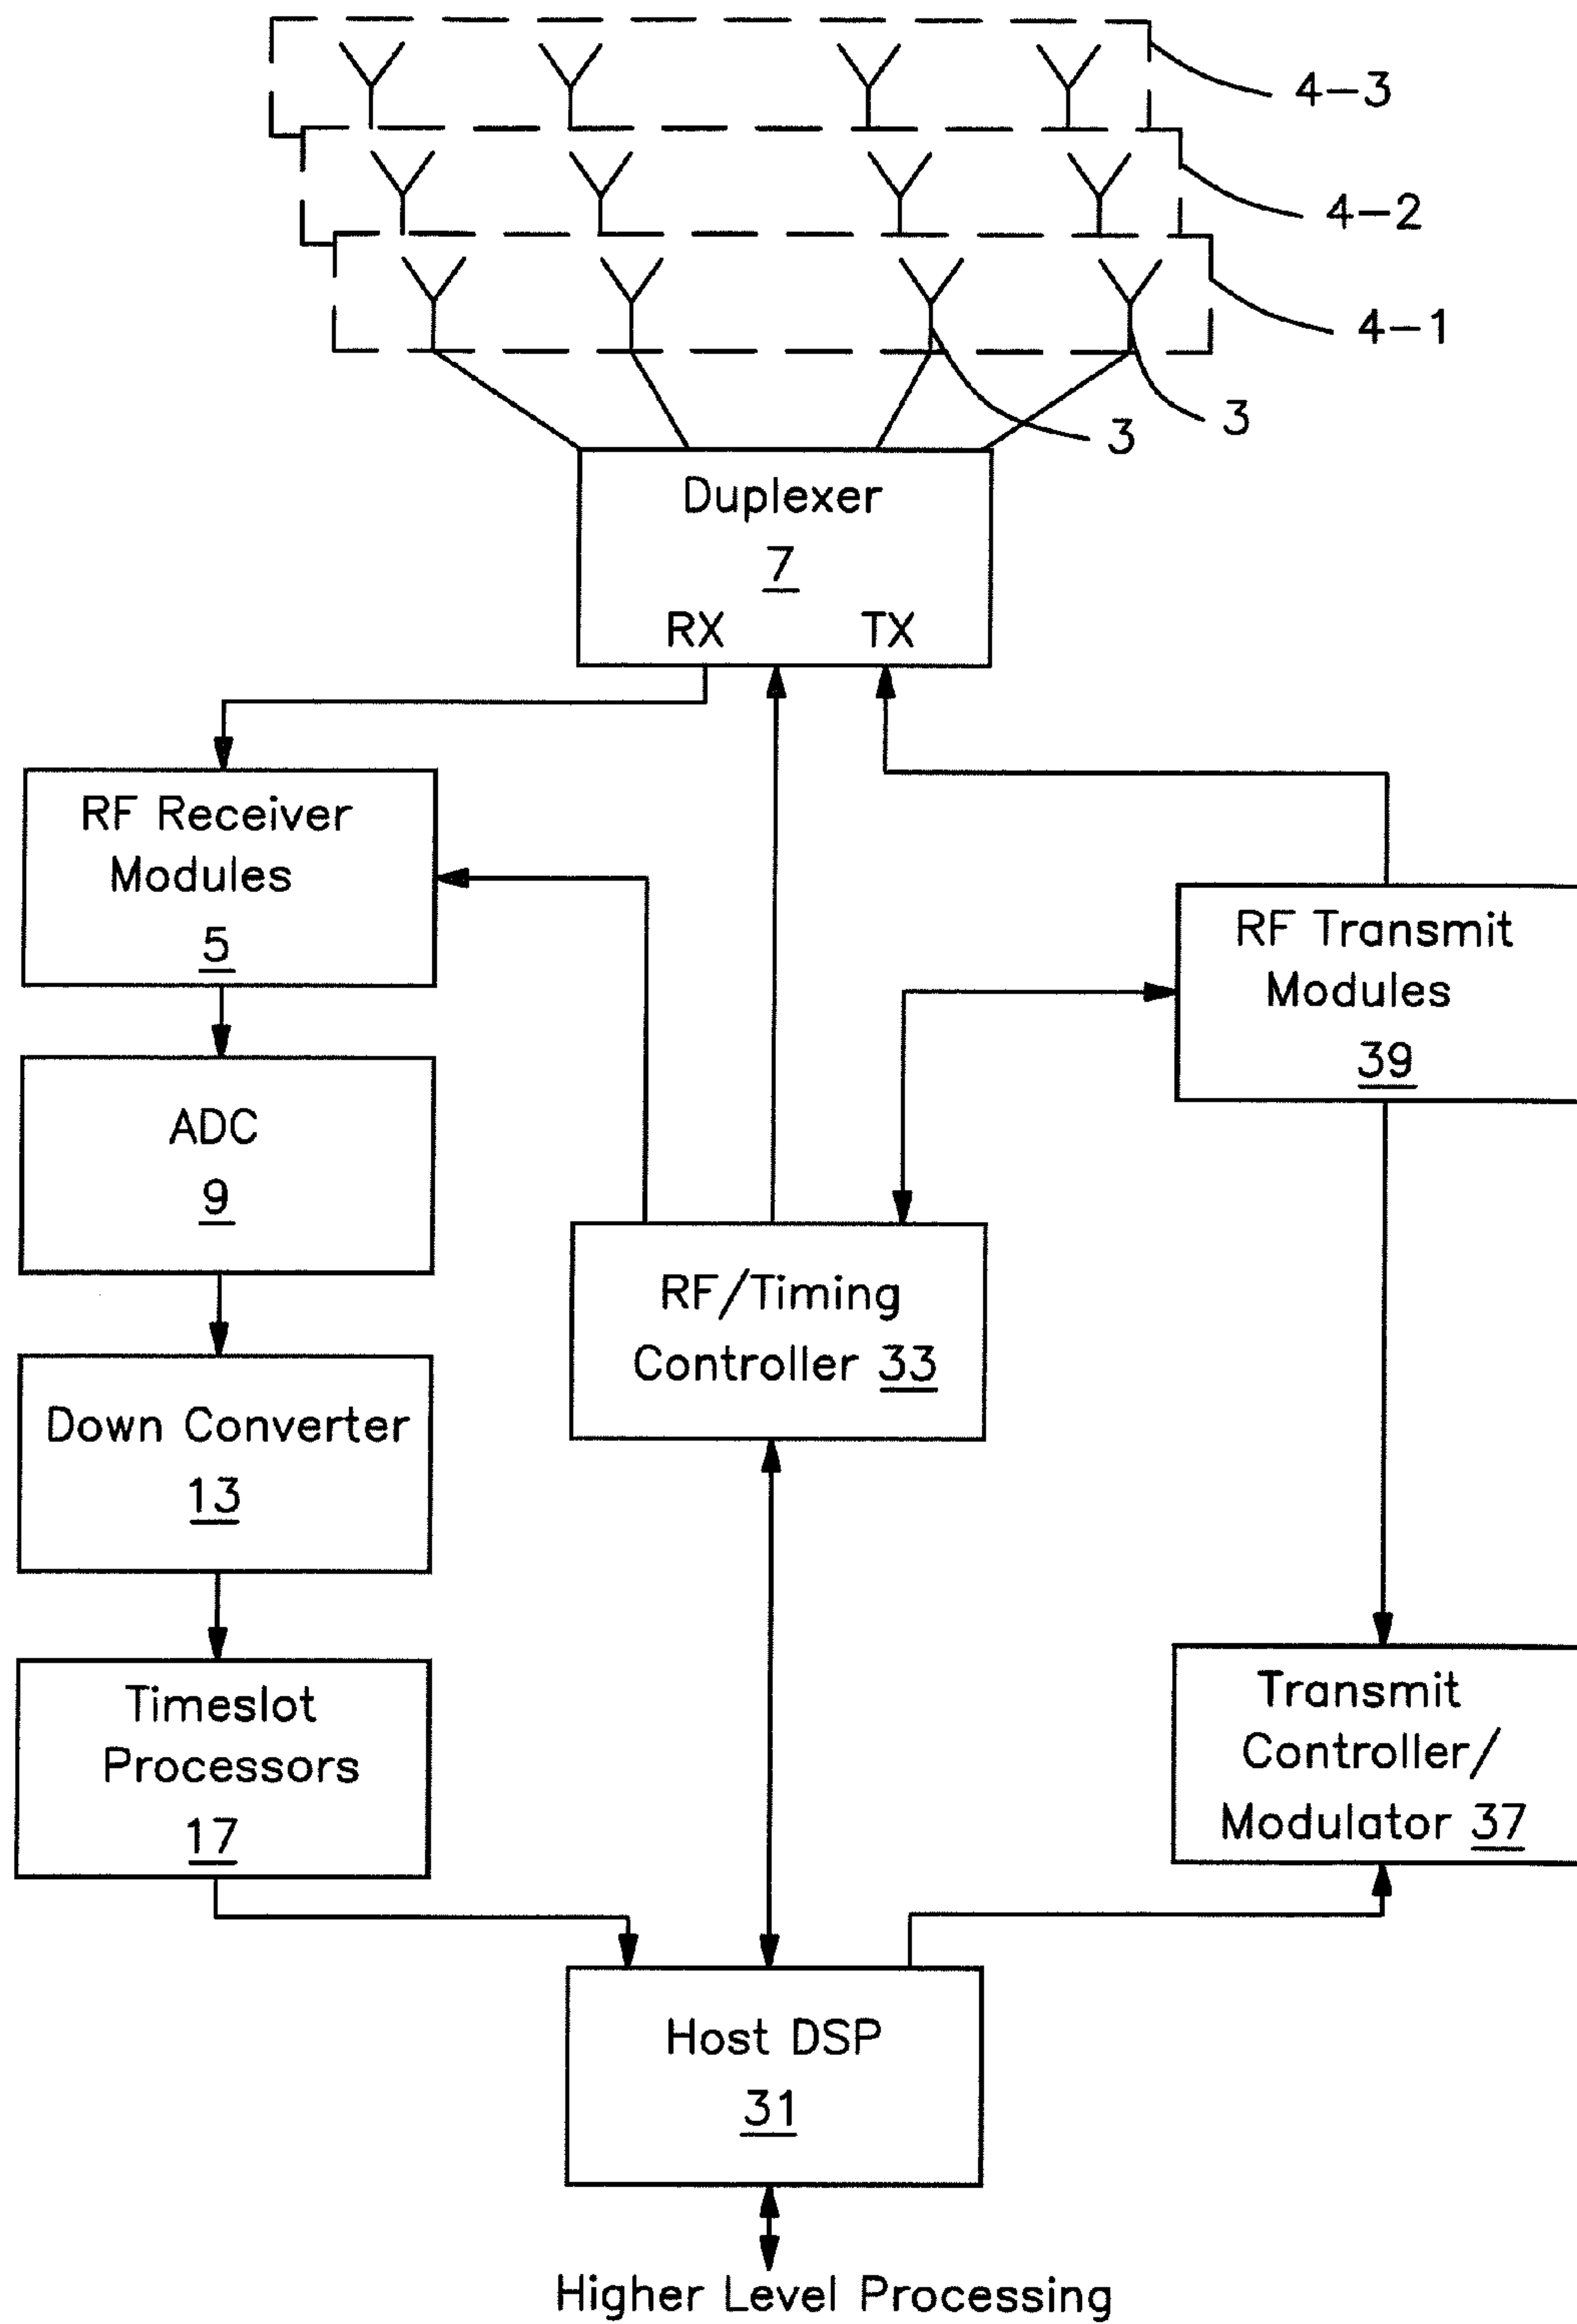 4-3
4-2
4-1
3
3
Duplexer
7
RX TX
RF Receiver
Modules
5
RF Transmit
Modules
39
ADC
9
RF/Timing
Controller 33
Down Converter
13
Timeslot
Processors
17
Transmit
Controller/
Modulator 37
Host DSP
31
Higher Level Processing